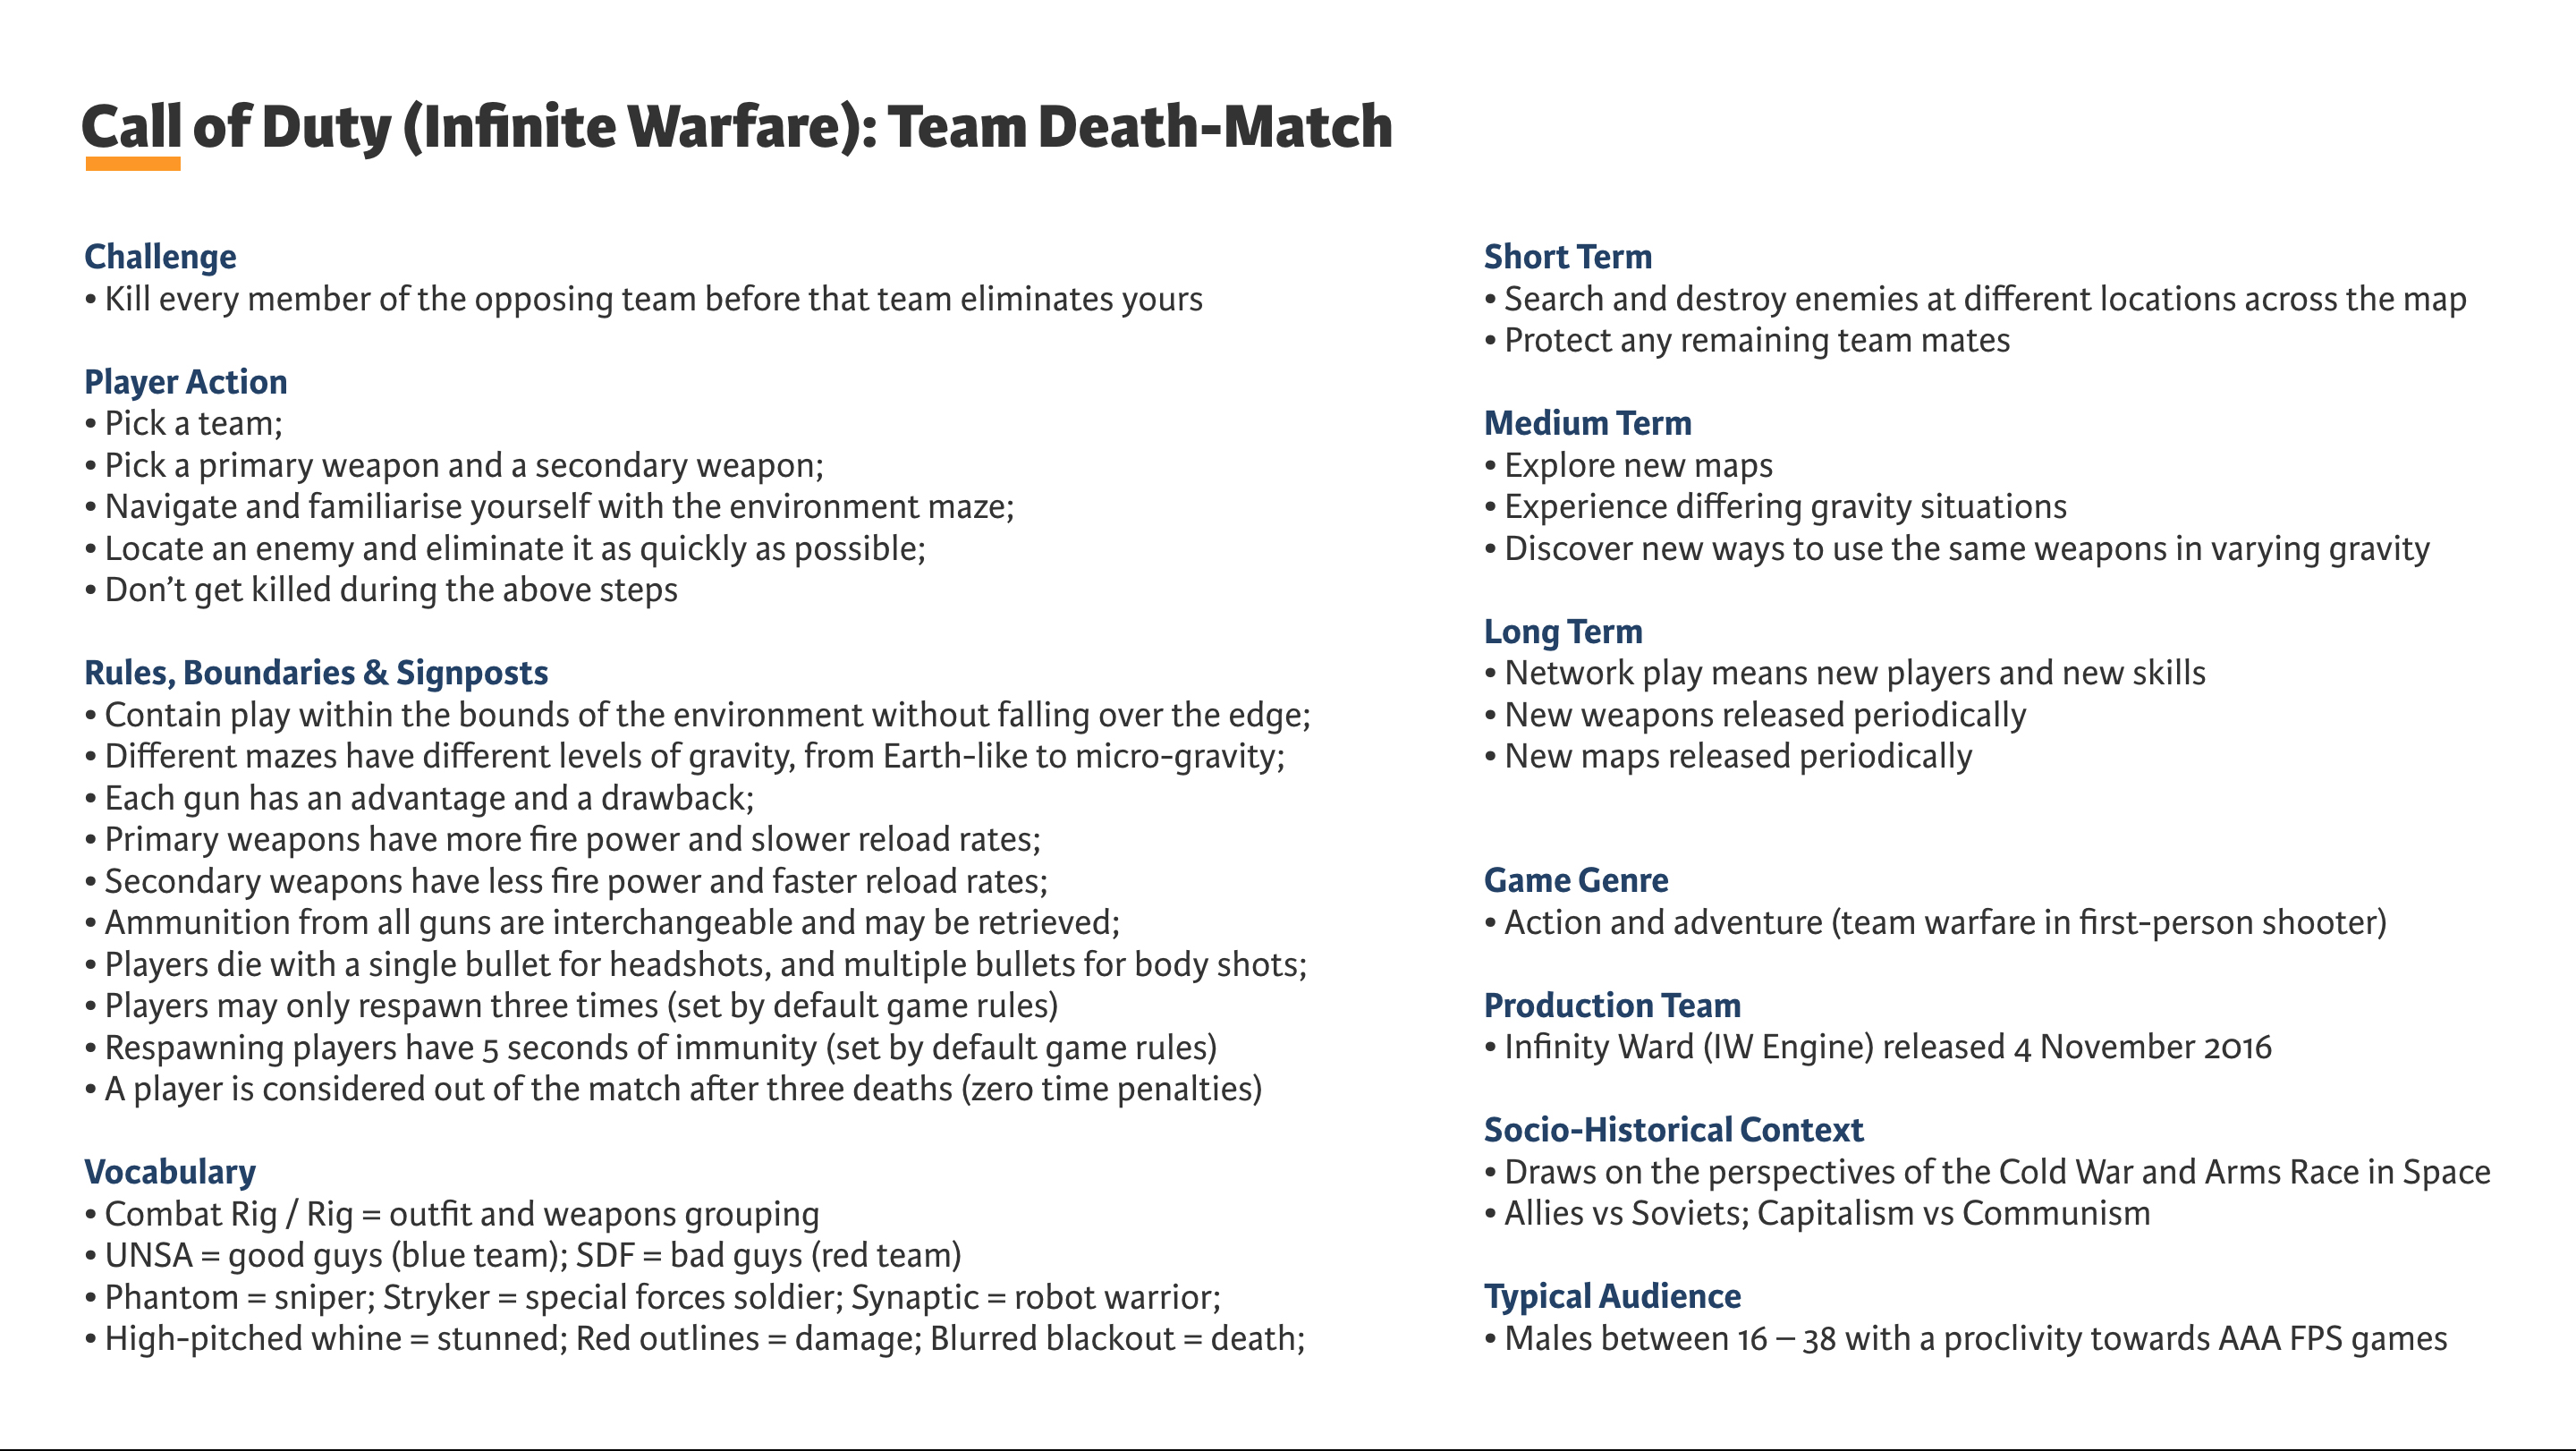 Call of Duty (Infinite Warfare): Team Death-Match
Challenge
• Kill every member of the opposing team before that team eliminates yours
Player Action
• Pick a team;
• Pick a primary weapon and a secondary weapon;
• Navigate and familiarise yourself with the environment maze;
• Locate an enemy and eliminate it as quickly as possible;
• Don’t get killed during the above steps
Rules, Boundaries & Signposts
• Contain play within the bounds of the environment without falling over the edge;
• Different mazes have different levels of gravity, from Earth-like to micro-gravity;
• Each gun has an advantage and a drawback;
• Primary weapons have more fire power and slower reload rates;
• Secondary weapons have less fire power and faster reload rates;
• Ammunition from all guns are interchangeable and may be retrieved;
• Players die with a single bullet for headshots, and multiple bullets for body shots;
• Players may only respawn three times (set by default game rules)
• Respawning players have 5 seconds of immunity (set by default game rules)
• A player is considered out of the match after three deaths (zero time penalties)
Vocabulary
• Combat Rig / Rig = outfit and weapons grouping
• UNSA = good guys (blue team); SDF = bad guys (red team)
• Phantom = sniper; Stryker = special forces soldier; Synaptic = robot warrior;
• High-pitched whine = stunned; Red outlines = damage; Blurred blackout = death;
Short Term
• Search and destroy enemies at different locations across the map
• Protect any remaining team mates
Medium Term
• Explore new maps
• Experience differing gravity situations
• Discover new ways to use the same weapons in varying gravity
Long Term
• Network play means new players and new skills
• New weapons released periodically
• New maps released periodically
Game Genre
• Action and adventure (team warfare in first-person shooter)
Production Team
• Infinity Ward (IW Engine) released 4 November 2016
Socio-Historical Context
• Draws on the perspectives of the Cold War and Arms Race in Space
• Allies vs Soviets; Capitalism vs Communism
Typical Audience
• Males between 16 – 38 with a proclivity towards AAA FPS games